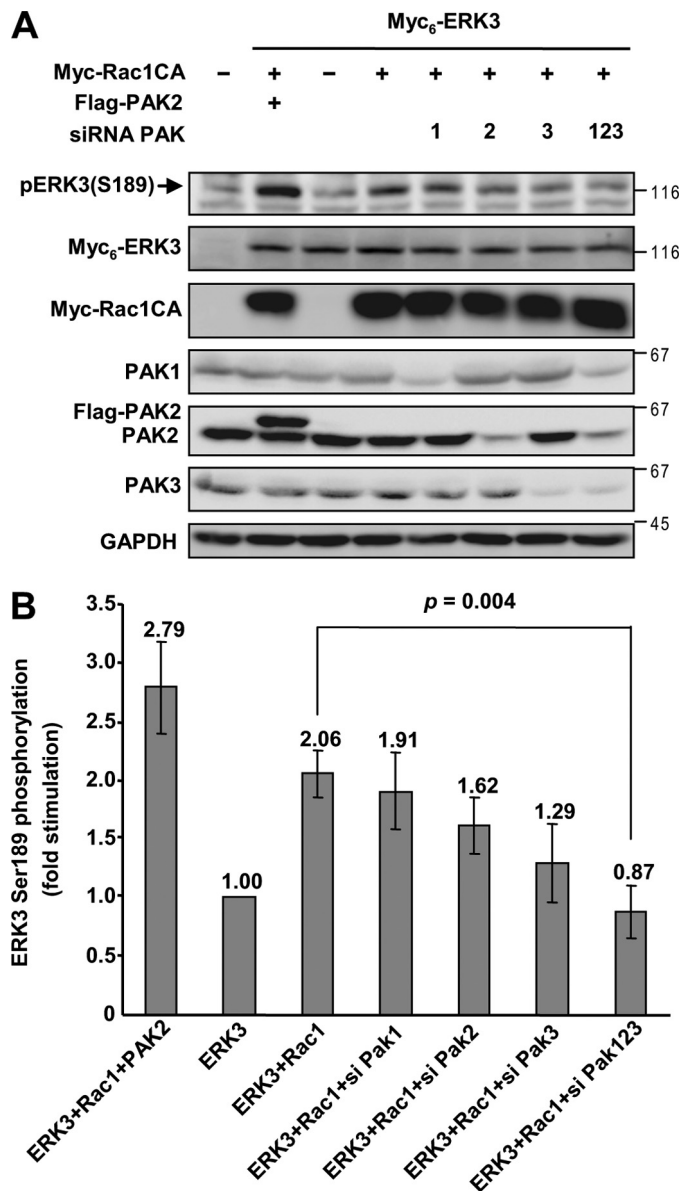 A
Myc6-ERK3
Myc-Rac1CA – + – + + + + +
Flag-PAK2 +
siRNA PAK 1 2 3 123
pERK3(S189) 116
Myc6-ERK3 116
Myc-Rac1CA
67
PAK1
Flag-PAK2 67
PAK2
67
PAK3
45
GAPDH
B
p = 0.004
ERK3 Ser189 phosphorylation
(fold stimulation)
3.5
3.0
2.5
2.0
1.5
1.0
0.5
0
2.79
1.00
2.06
1.91
1.62
1.29
0.87
ERK3+Rac1+PAK2
ERK3
ERK3+Rac1
ERK3+Rac1+si Pak1
ERK3+Rac1+si Pak2
ERK3+Rac1+si Pak3
ERK3+Rac1+si Pak123